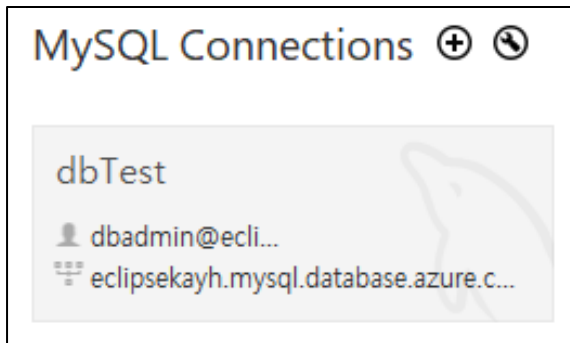 MySQL Connections
dbTest
dbadmin@ecli...
eclipsekayh.mysql.database.azure.c...